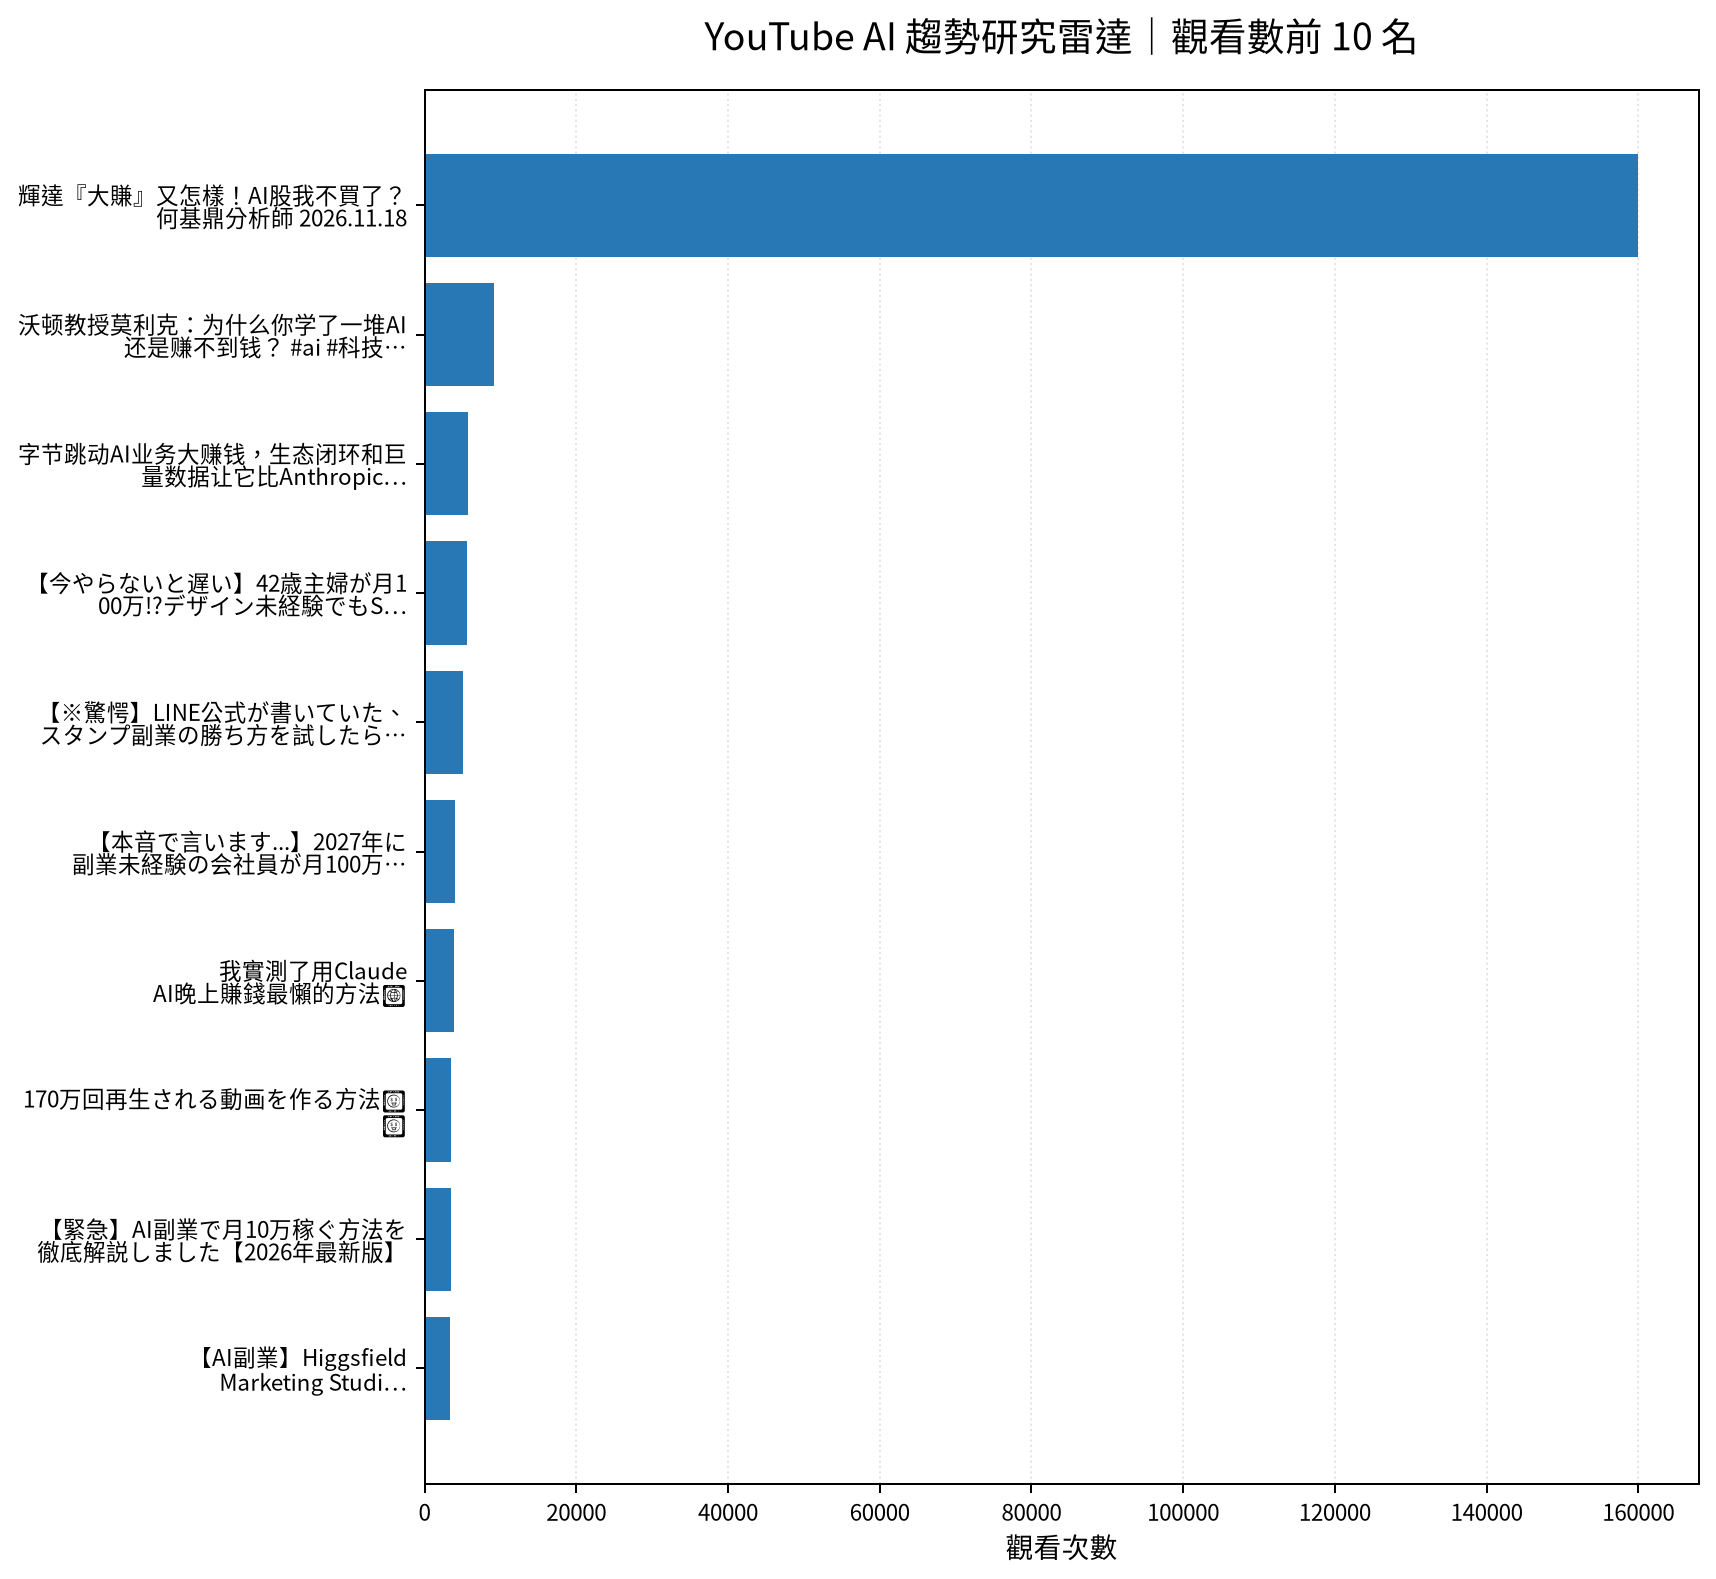 YouTube AI 趨勢研究雷達｜觀看數前 10 名
輝達『大賺』又怎樣！AI股我不買了？
何基鼎分析師 2026.11.18
沃顿教授莫利克：为什么你学了一堆AI
还是赚不到钱？ #ai #科技…
字节跳动AI业务大赚钱，生态闭环和巨
量数据让它比Anthropic…
【今やらないと遅い】42歳主婦が月1
00万!?デザイン未経験でもS…
【※驚愕】LINE公式が書いていた、
スタンプ副業の勝ち方を試したら…
【本音で言います...】2027年に
副業未経験の会社員が月100万…
我實測了用Claude
AI晚上賺錢最懶的方法
170万回再生される動画を作る方法
【緊急】AI副業で月10万稼ぐ方法を
徹底解説しました【2026年最新版】
【AI副業】Higgsfield
Marketing Studi…
0 20000 40000 60000 80000 100000 120000 140000 160000
觀看次數